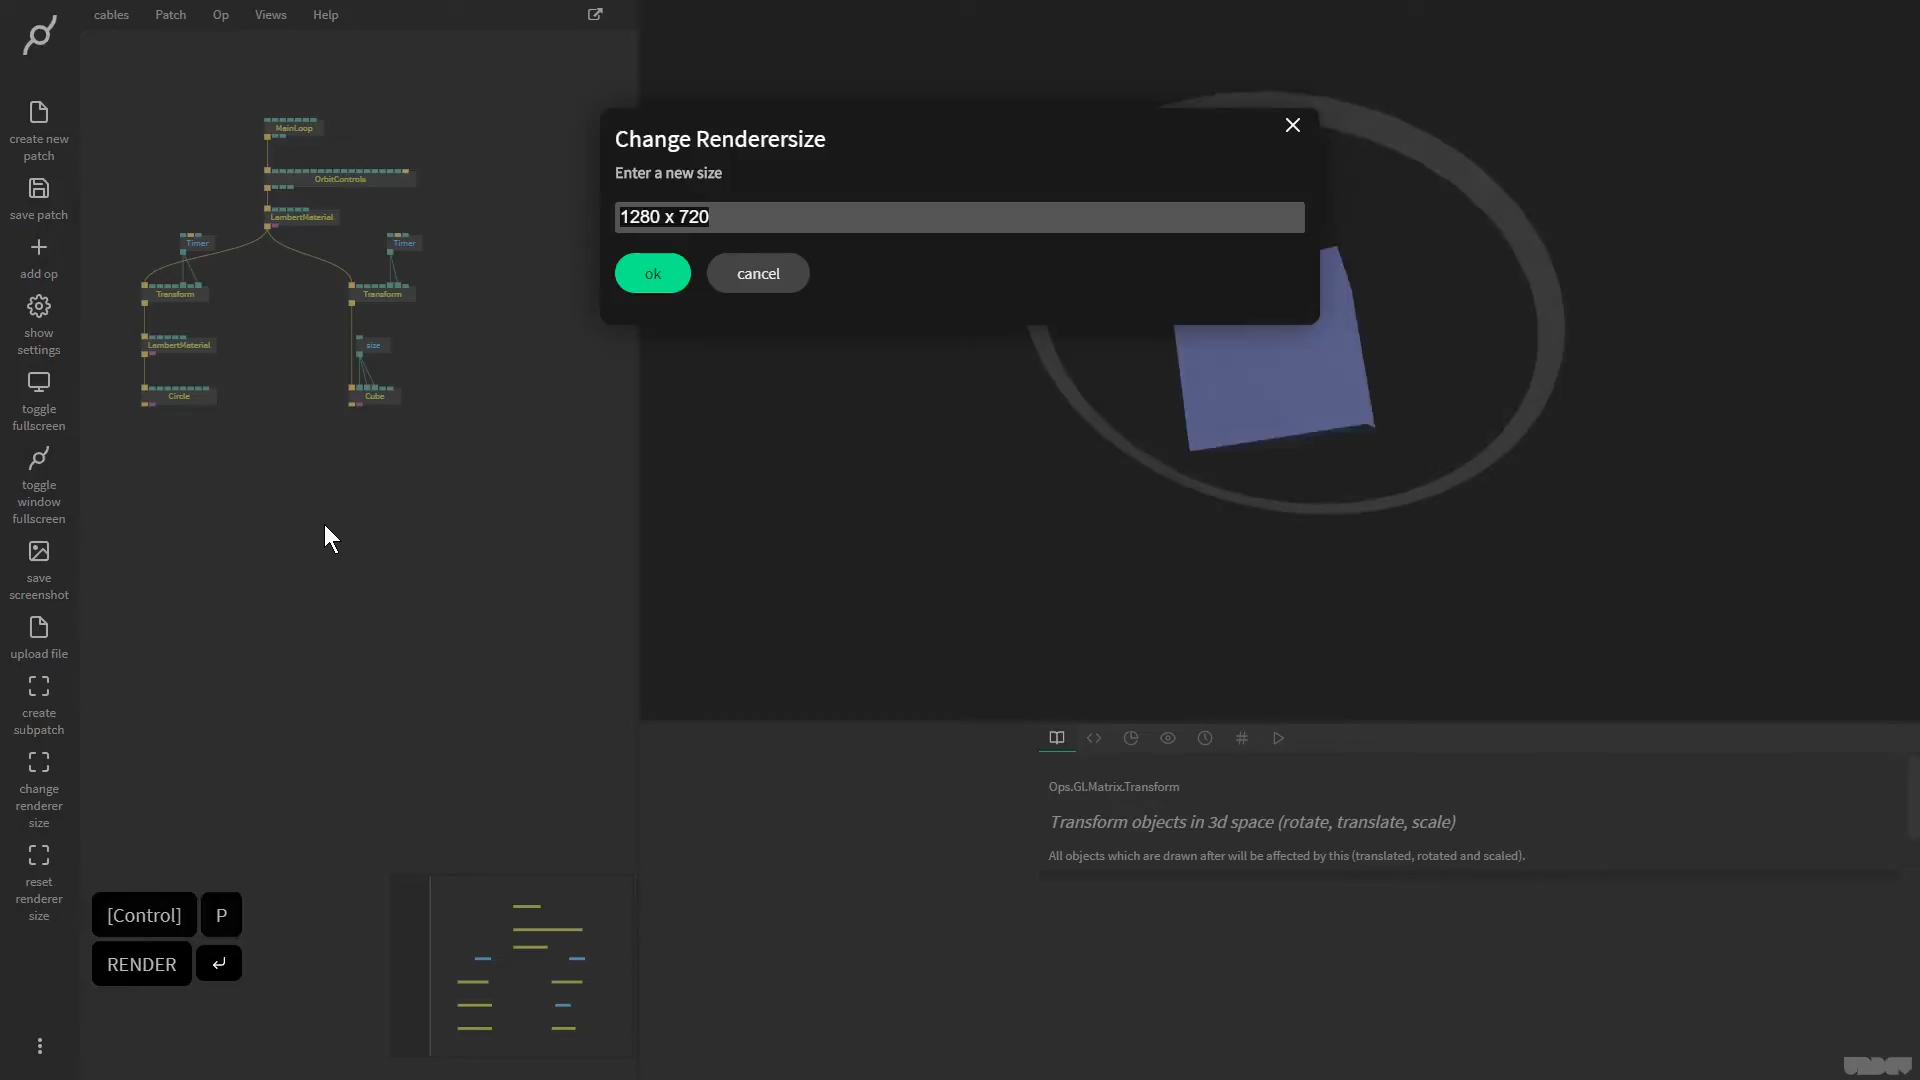 cables Patch Op Views Help
create new
patch
save patch
add op
show
settings
toggle
fullscreen
toggle
window
fullscreen
save
screenshot
upload file
create
subpatch
change
renderer
size
reset
renderer
size
MainLoop
OrbitControls
LambertMaterial
Timer
Timer
Transform
Transform
LambertMaterial
size
Circle
Cube
Change Renderersize
Enter a new size
1280 x 720
ok
cancel
Ops.Gl.Matrix.Transform
Transform objects in 3d space (rotate, translate, scale)
All objects which are drawn after will be affected by this (translated, rotated and scaled).
[Control] P
RENDER
UNDEV